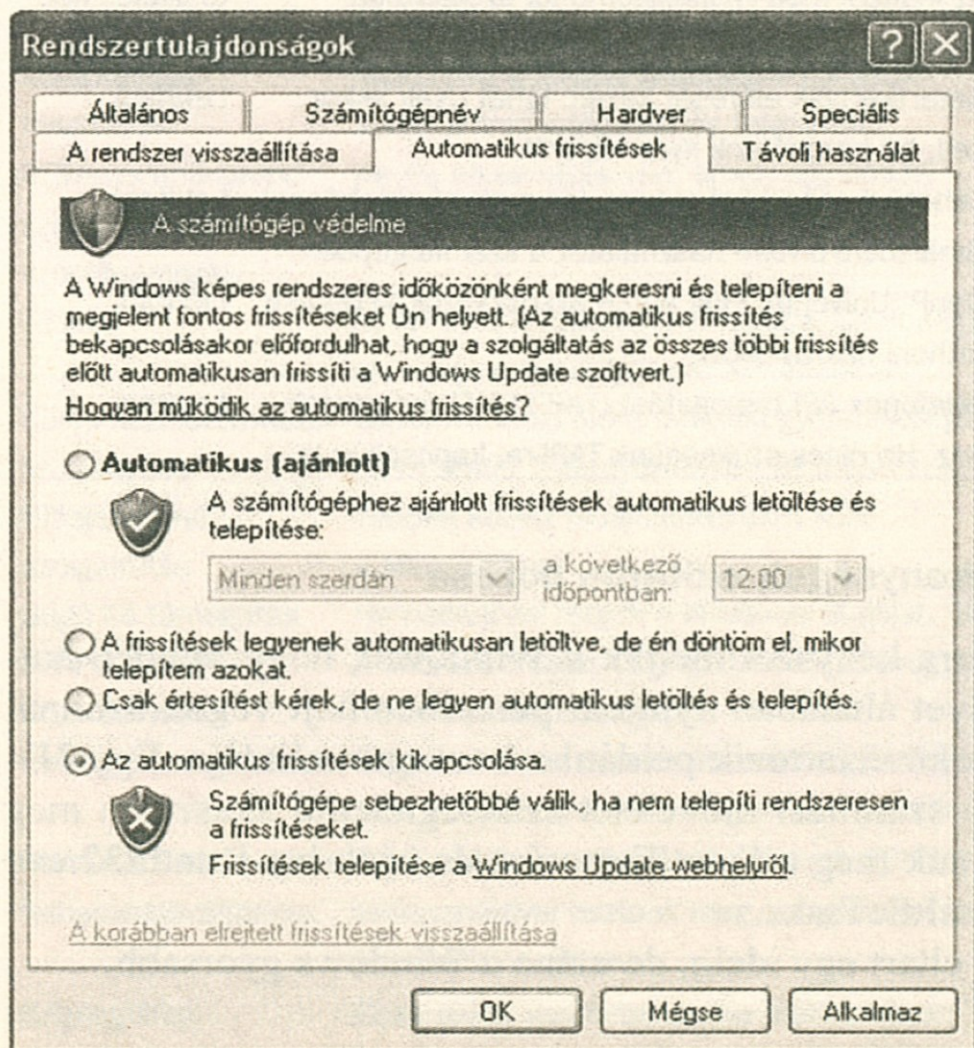 Rendszertulajdonságok
Általános
Számítógépnév
Hardver
Speciális
A rendszer visszaállítása
Automatikus frissítések
Távoli használat
A számítógép védelme
A Windows képes rendszeres időközönként megkeresni és telepíteni a
megjelent fontos frissítéseket Ön helyett. (Az automatikus frissítés
bekapcsolásakor előfordulhat, hogy a szolgáltatás az összes többi frissítés
előtt automatikusan frissíti a Windows Update szoftvert.)
Hogyan működik az automatikus frissítés?
Automatikus (ajánlott)
A számítógéphez ajánlott frissítések automatikus letöltése és
telepítése:
Minden szerdán
a következő
időpontban:
12:00
A frissítések legyenek automatikusan letöltve, de én döntöm el, mikor
telepítem azokat.
Csak értesítést kérek, de ne legyen automatikus letöltés és telepítés.
Az automatikus frissítések kikapcsolása.
Számítógépe sebezhetőbbé válik, ha nem telepíti rendszeresen
a frissítéseket.
Frissítések telepítése a Windows Update webhelyről.
A korábban elrejtett frissítések visszaállítása
OK
Mégse
Alkalmaz